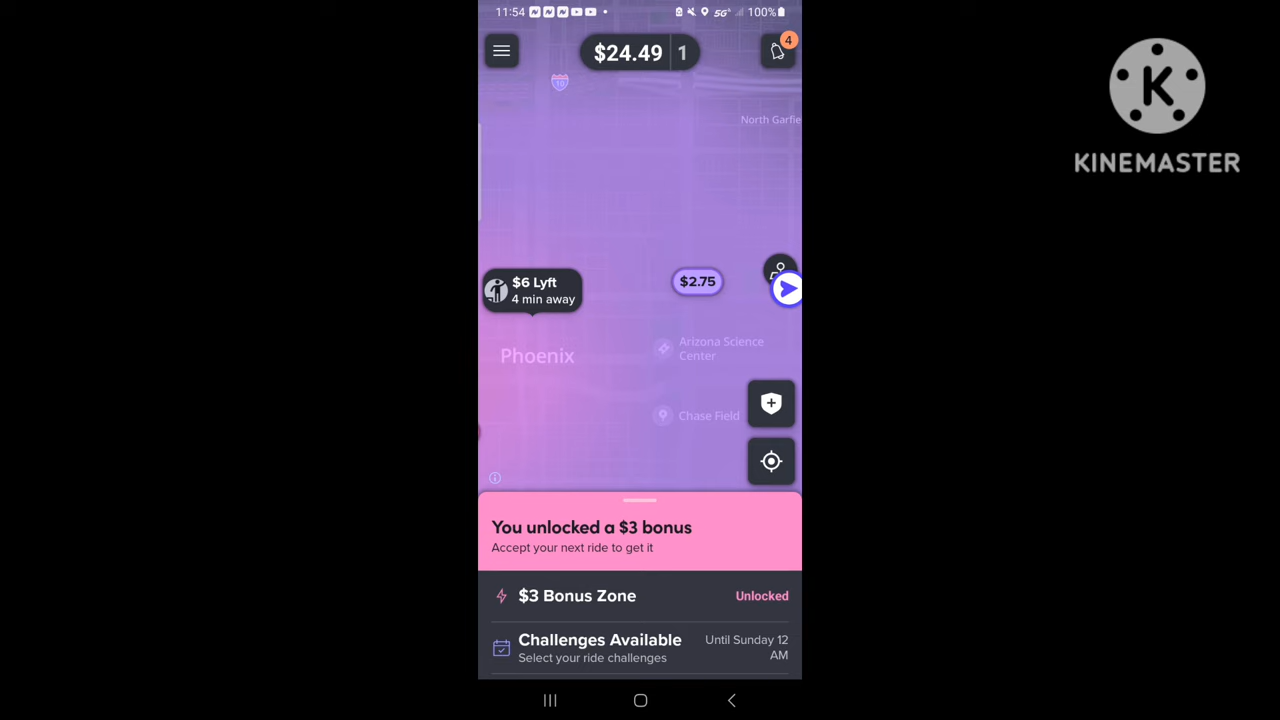 11:54
5G+
100%
$24.49 | 1
4
10
North Garfie
$6 Lyft
4 min away
$2.75
Phoenix
Arizona Science
Center
Chase Field
You unlocked a $3 bonus
Accept your next ride to get it
$3 Bonus Zone
Unlocked
Challenges Available
Select your ride challenges
Until Sunday 12
AM
K
KINEMASTER